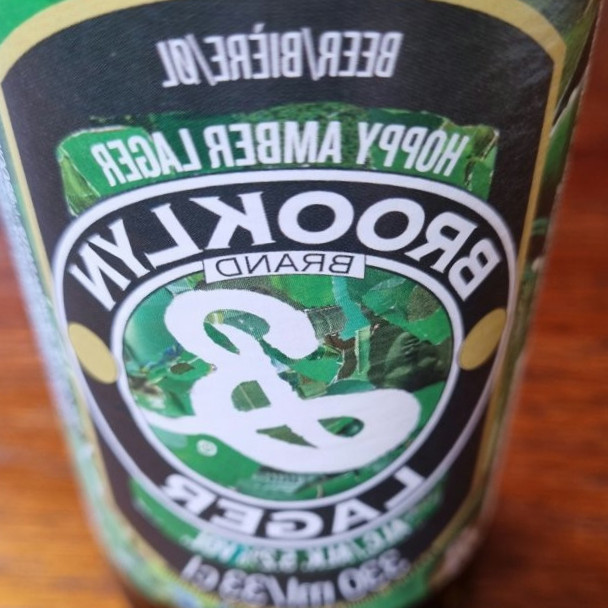 BEER/BIÈRE/ØL
HOPPY AMBER LAGER
BROOKLYN
BRAND
B
®
LAGER
330 ml/33 cl